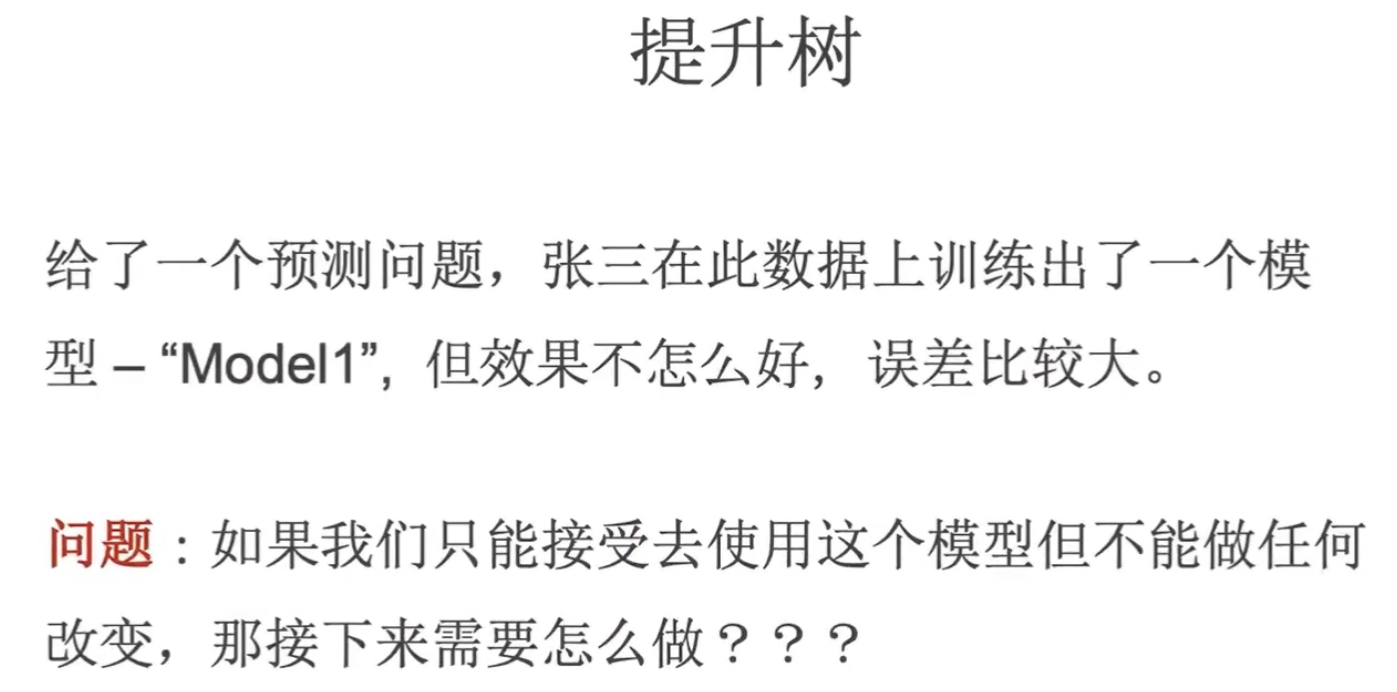 提升树
给了一个预测问题，张三在此数据上训练出了一个模
型 – “Model1”, 但效果不怎么好, 误差比较大。
问题：如果我们只能接受去使用这个模型但不能做任何
改变，那接下来需要怎么做？？？